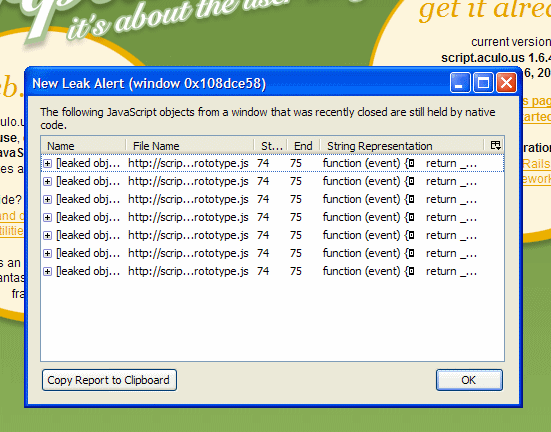 it's about the user
get it alrea
current version
script.aculo.us 1.6.4
New Leak Alert (window 0x108dce58)
The following JavaScript objects from a window that was recently closed are still held by native
code.
Name File Name St... End String Representation
[leaked obj... http://scrip...rototype.js 74 75 function (event) { return _...
[leaked obj... http://scrip...rototype.js 74 75 function (event) { return _...
[leaked obj... http://scrip...rototype.js 74 75 function (event) { return _...
[leaked obj... http://scrip...rototype.js 74 75 function (event) { return _...
[leaked obj... http://scrip...rototype.js 74 75 function (event) { return _...
[leaked obj... http://scrip...rototype.js 74 75 function (event) { return _...
[leaked obj... http://scrip...rototype.js 74 75 function (event) { return _...
Copy Report to Clipboard OK